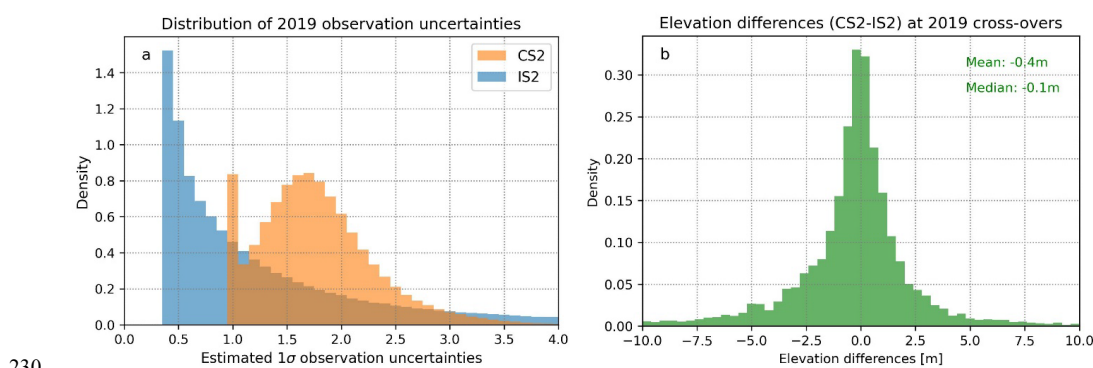 Distribution of 2019 observation uncertainties
a
CS2
IS2
Density
1.4
1.2
1.0
0.8
0.6
0.4
0.2
0.0
0.0 0.5 1.0 1.5 2.0 2.5 3.0 3.5 4.0
Estimated 1σ observation uncertainties
Elevation differences (CS2-IS2) at 2019 cross-overs
b
Mean: -0.4m
Median: -0.1m
Density
0.30
0.25
0.20
0.15
0.10
0.05
0.00
−10.0 −7.5 −5.0 −2.5 0.0 2.5 5.0 7.5 10.0
Elevation differences [m]
230